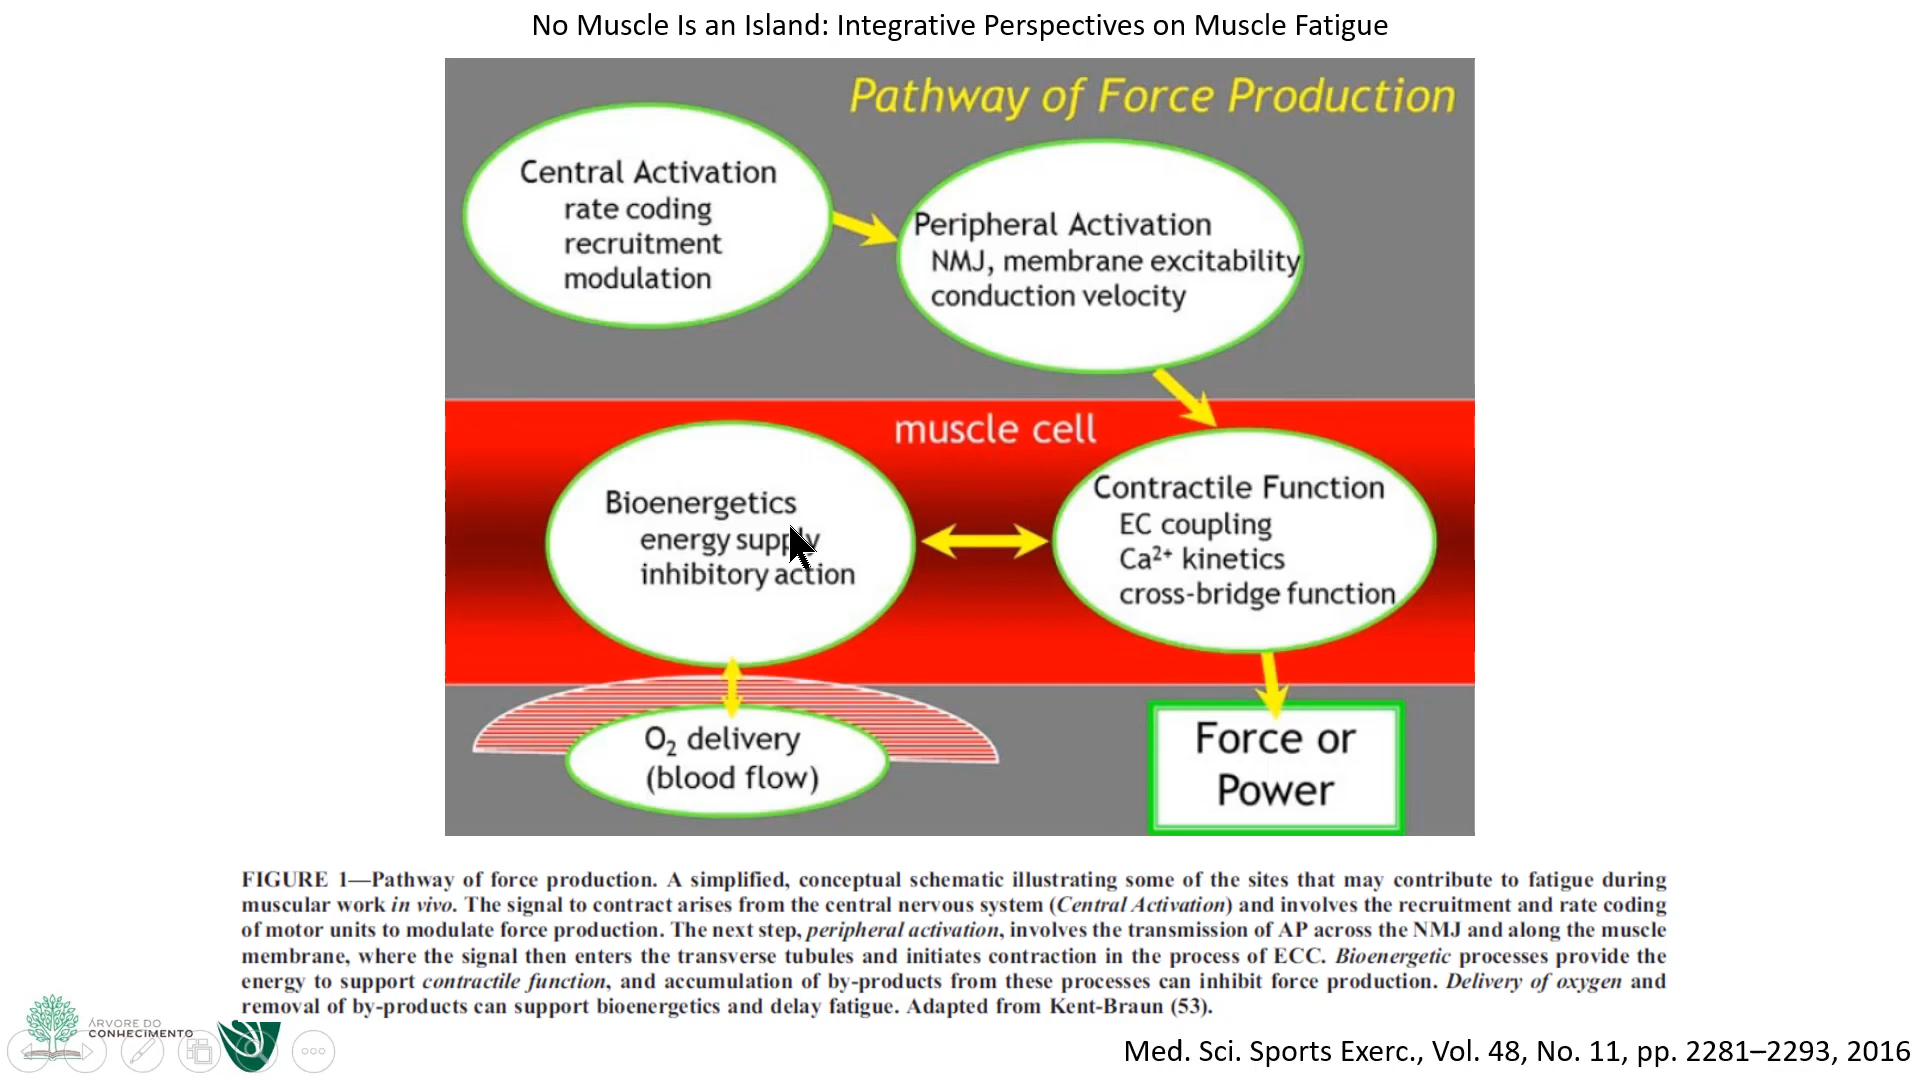 No Muscle Is an Island: Integrative Perspectives on Muscle Fatigue
Pathway of Force Production
Central Activation
rate coding
recruitment
modulation
Peripheral Activation
NMJ, membrane excitability
conduction velocity
muscle cell
Bioenergetics
energy supply
inhibitory action
Contractile Function
EC coupling
Ca²⁺ kinetics
cross-bridge function
O₂ delivery
(blood flow)
Force or
Power
FIGURE 1—Pathway of force production. A simplified, conceptual schematic illustrating some of the sites that may contribute to fatigue during
muscular work in vivo. The signal to contract arises from the central nervous system (Central Activation) and involves the recruitment and rate coding
of motor units to modulate force production. The next step, peripheral activation, involves the transmission of AP across the NMJ and along the muscle
membrane, where the signal then enters the transverse tubules and initiates contraction in the process of ECC. Bioenergetic processes provide the
energy to support contractile function, and accumulation of by-products from these processes can inhibit force production. Delivery of oxygen and
removal of by-products can support bioenergetics and delay fatigue. Adapted from Kent-Braun (53).
ÁRVORE DO
CONHECIMENTO
Med. Sci. Sports Exerc., Vol. 48, No. 11, pp. 2281–2293, 2016